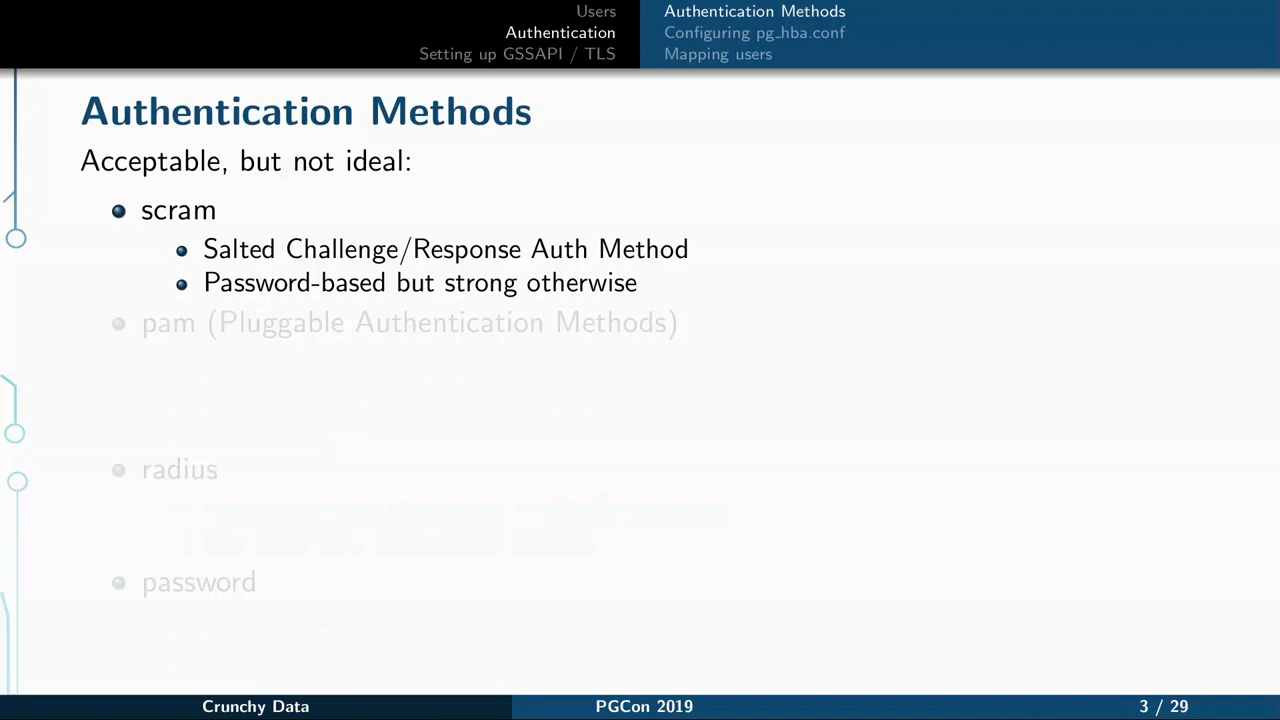 Users
Authentication
Setting up GSSAPI / TLS
Authentication Methods
Configuring pg_hba.conf
Mapping users
Authentication Methods
Acceptable, but not ideal:
scram
Salted Challenge/Response Auth Method
Password-based but strong otherwise
pam (Pluggable Authentication Methods)
radius
password
Crunchy Data
PGCon 2019
3 / 29